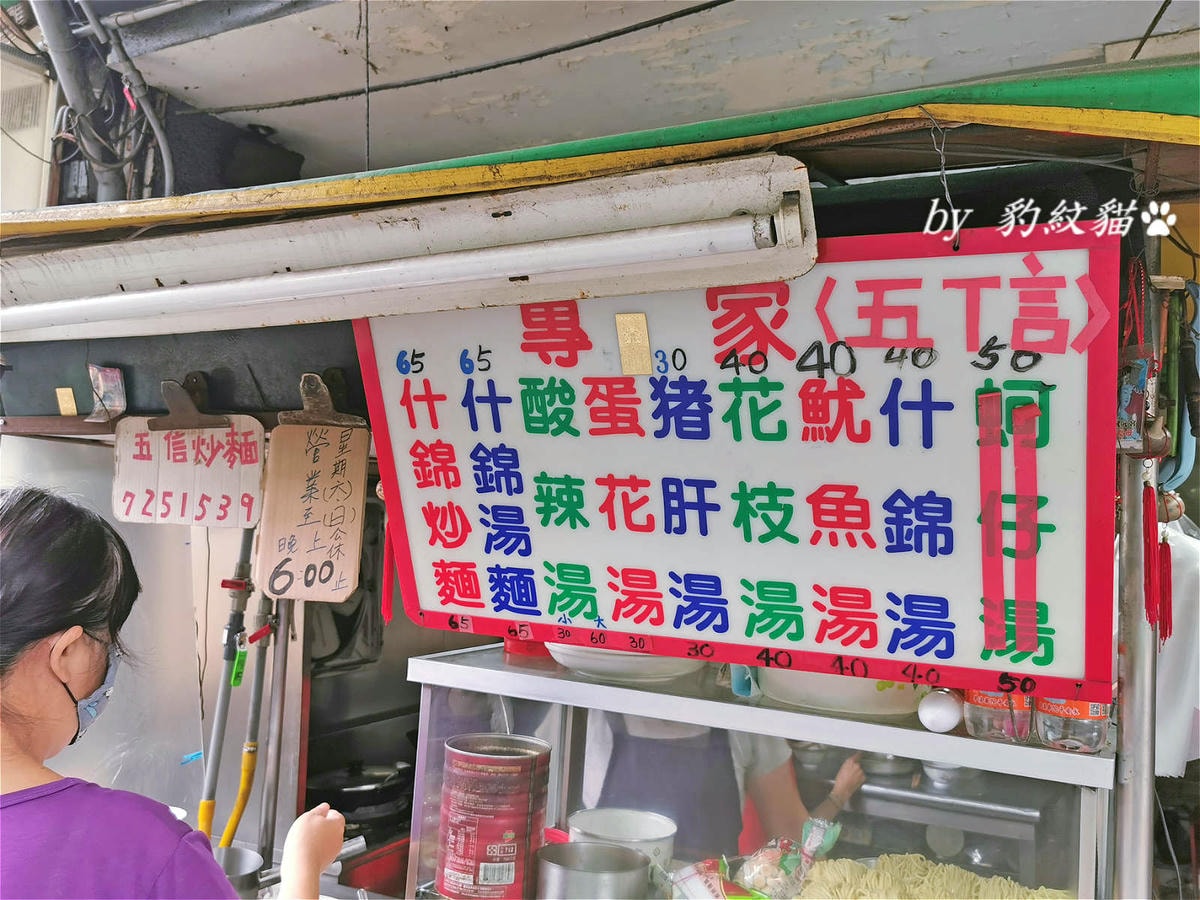 by 豹紋貓
專家〈五信〉
65 65 30 40 40 40 50
什錦炒麵
什錦湯麵
酸辣湯
蛋花湯
猪肝湯
花枝湯
魷魚湯
什錦湯
蚵仔湯
小 大
65 65 30 60 30 30 40 40 40 50
五信炒麵
7251539
星期(六)(日)公休
營業至晚上6:00止